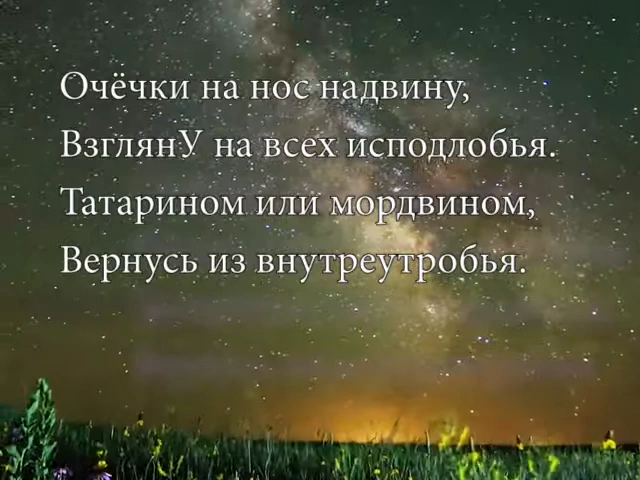 Очёчки на нос надвину,
ВзглянУ на всех исподлобья.
Татарином или мордвином,
Вернусь из внутреутробья.